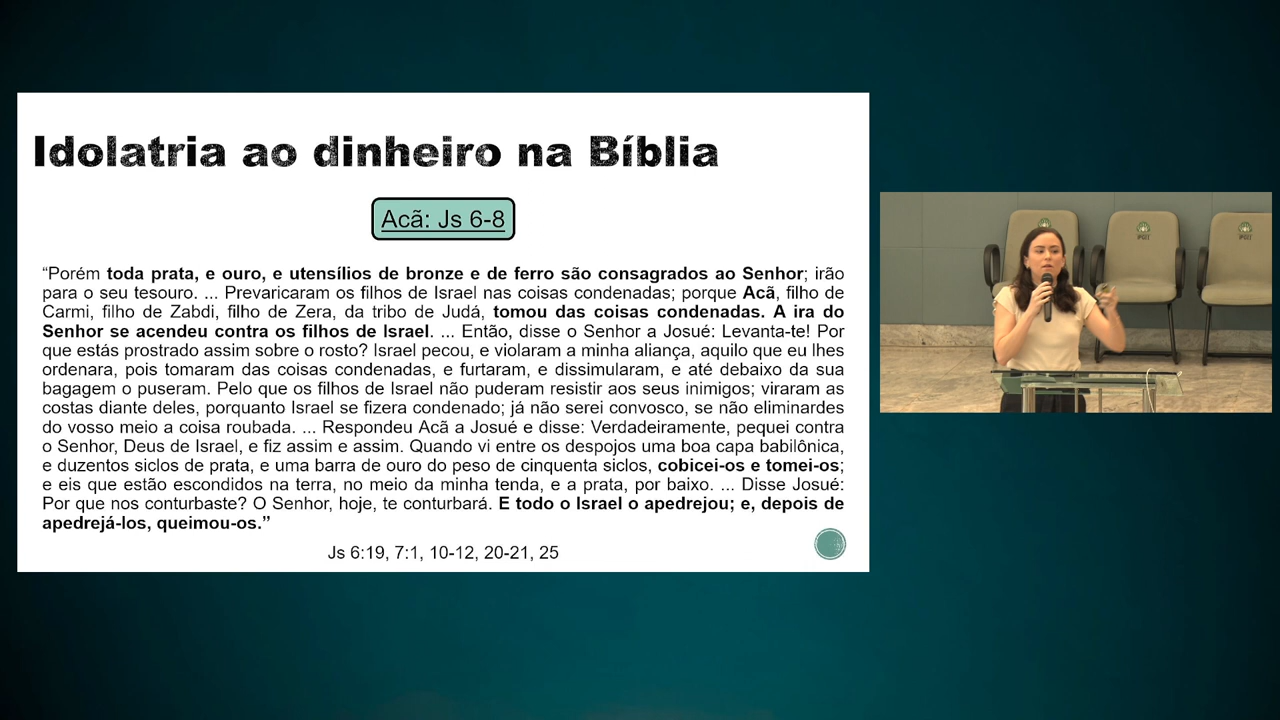 Idolatria ao dinheiro na Bíblia
Acã: Js 6-8
“Porém toda prata, e ouro, e utensílios de bronze e de ferro são consagrados ao Senhor; irão
para o seu tesouro. ... Prevaricaram os filhos de Israel nas coisas condenadas; porque Acã, filho de
Carmi, filho de Zabdi, filho de Zera, da tribo de Judá, tomou das coisas condenadas. A ira do
Senhor se acendeu contra os filhos de Israel. ... Então, disse o Senhor a Josué: Levanta-te! Por
que estás prostrado assim sobre o rosto? Israel pecou, e violaram a minha aliança, aquilo que eu lhes
ordenara, pois tomaram das coisas condenadas, e furtaram, e dissimularam, e até debaixo da sua
bagagem o puseram. Pelo que os filhos de Israel não puderam resistir aos seus inimigos; viraram as
costas diante deles, porquanto Israel se fizera condenado; já não serei convosco, se não eliminardes
do vosso meio a coisa roubada. ... Respondeu Acã a Josué e disse: Verdadeiramente, pequei contra
o Senhor, Deus de Israel, e fiz assim e assim. Quando vi entre os despojos uma boa capa babilônica,
e duzentos siclos de prata, e uma barra de ouro do peso de cinquenta siclos, cobicei-os e tomei-os;
e eis que estão escondidos na terra, no meio da minha tenda, e a prata, por baixo. ... Disse Josué:
Por que nos conturbaste? O Senhor, hoje, te conturbará. E todo o Israel o apedrejou; e, depois de
apedrejá-los, queimou-os.”
Js 6:19, 7:1, 10-12, 20-21, 25